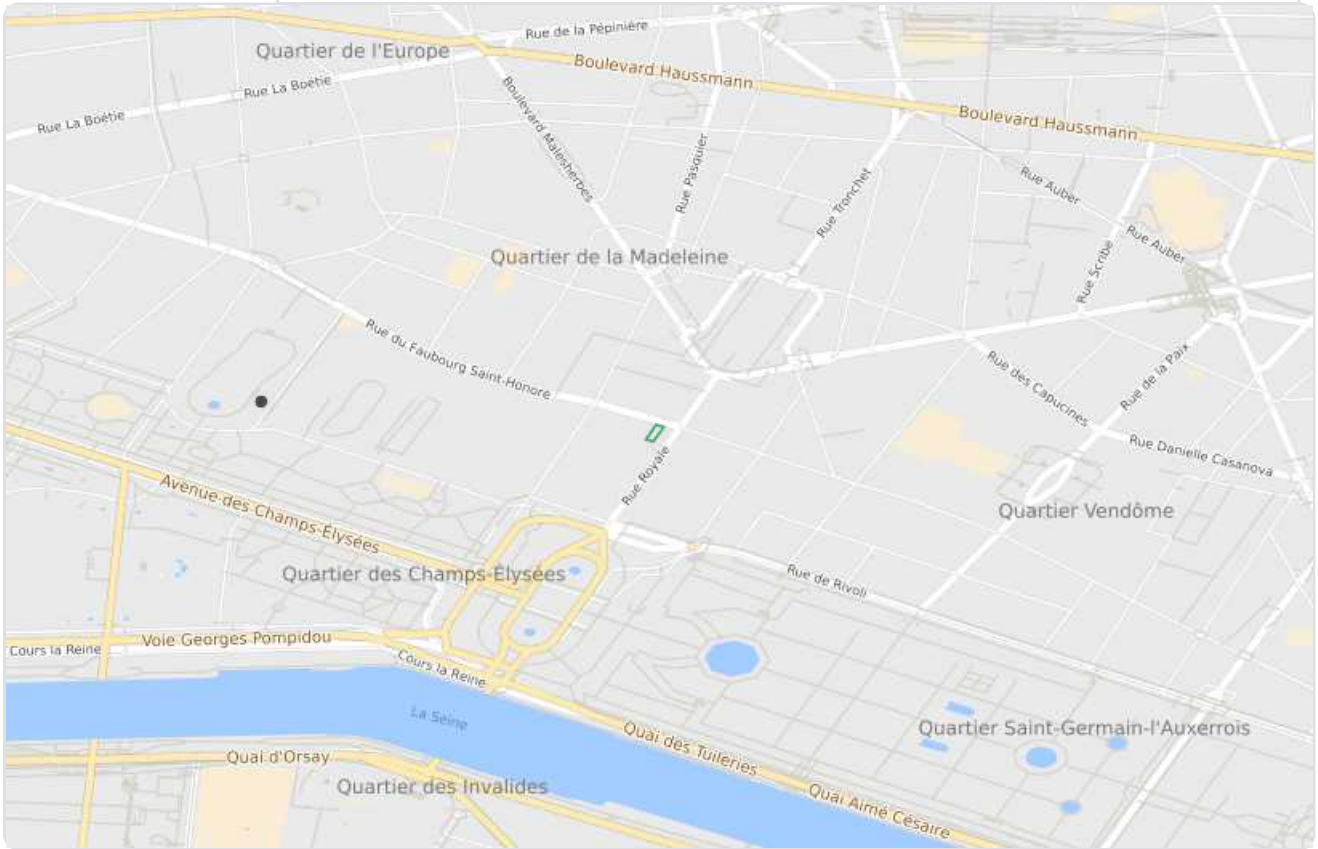 Rue de la Pépinière
Quartier de l'Europe
Boulevard Haussmann
Rue La Boétie
Rue La Boétie
Boulevard Malesherbes
Boulevard Haussmann
Rue Pasquier
Rue Tronchet
Rue Auber
Rue Auber
Quartier de la Madeleine
Rue Scribe
Rue du Faubourg Saint-Honoré
Rue des Capucines
Rue de la Paix
Rue Danielle Casanova
Rue Royale
Avenue des Champs-Élysées
Quartier Vendôme
Quartier des Champs-Élysées
Rue de Rivoli
Voie Georges Pompidou
Cours la Reine
Cours la Reine
La Seine
Quartier Saint-Germain-l'Auxerrois
Quai des Tuileries
Quai d'Orsay
Quartier des Invalides
Quai Aimé Césaire